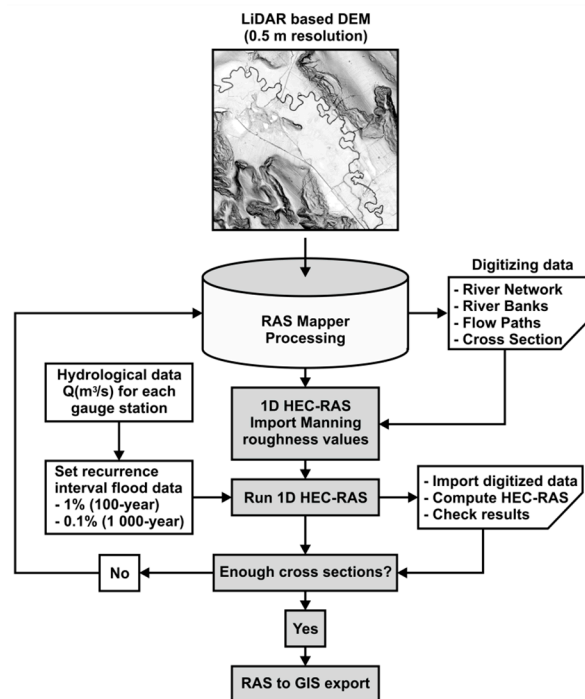 LiDAR based DEM
(0.5 m resolution)
Digitizing data
- River Network
- River Banks
- Flow Paths
- Cross Section
RAS Mapper
Processing
Hydrological data
Q(m³/s) for each
gauge station
1D HEC-RAS
Import Manning
roughness values
Set recurrence
interval flood data
- 1% (100-year)
- 0.1% (1 000-year)
Run 1D HEC-RAS
- Import digitized data
- Compute HEC-RAS
- Check results
No
Enough cross sections?
Yes
RAS to GIS export